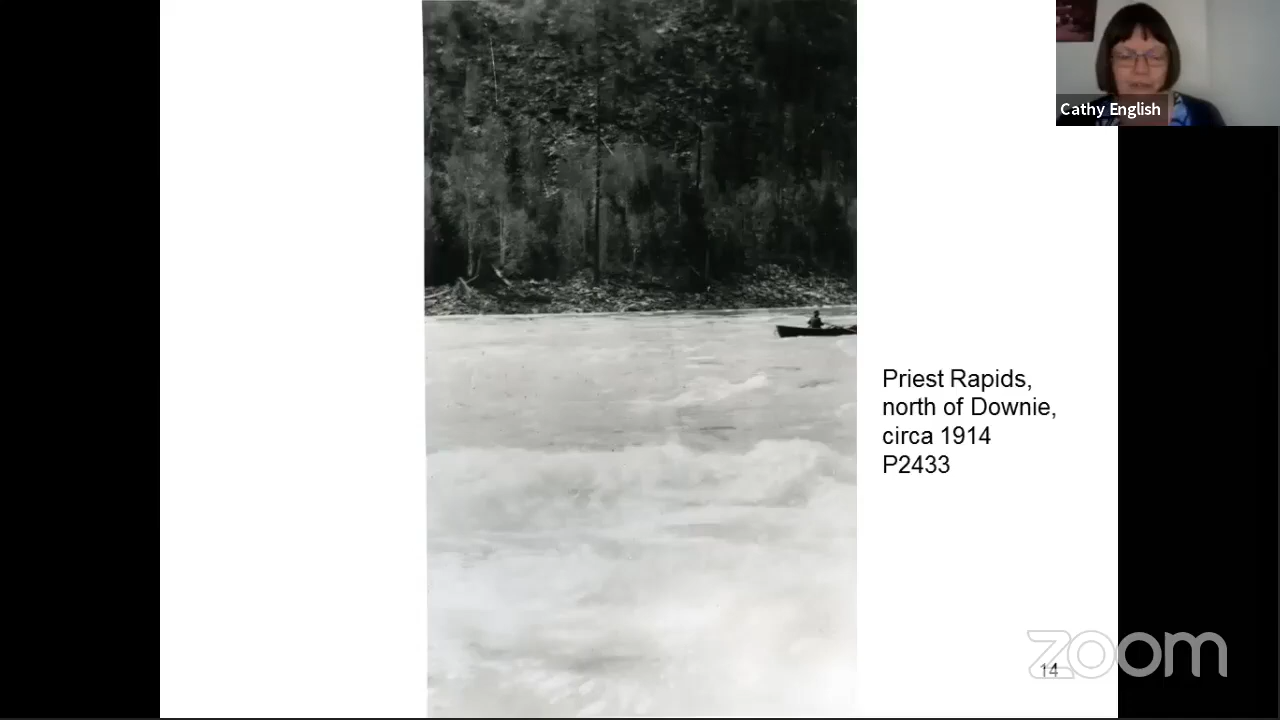 Cathy English
Priest Rapids,
north of Downie,
circa 1914
P2433
14
zoom